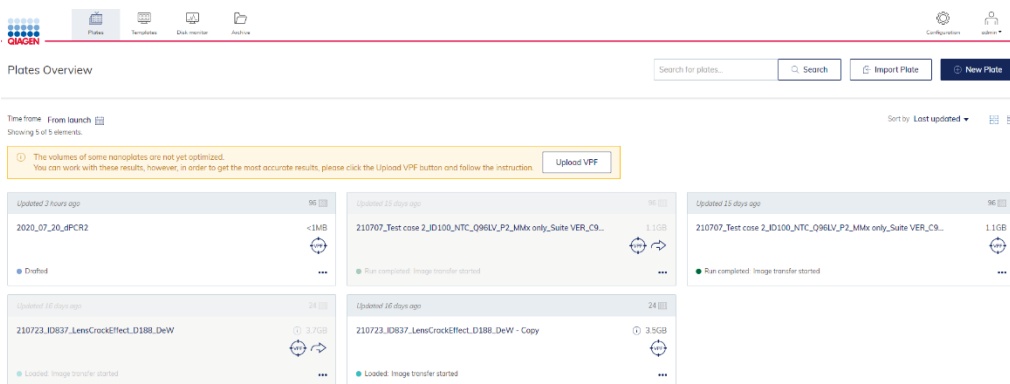 QIAGEN
Plates
Templates
Disk monitor
Archive
Configuration
admin
Plates Overview
Search for plates...
Search
Import Plate
New Plate
Time frame From launch
Showing 5 of 5 elements.
Sort by Last updated
The volumes of some nanoplates are not yet optimized.
You can work with these results, however, in order to get the most accurate results, please click the Upload VPF button and follow the instruction.
Upload VPF
Updated 3 hours ago 96
2020_07_20_dPCR2 <1MB
VPF
Drafted
Updated 15 days ago 96
210707_Test case 2_ID100_NTC_Q96LV_P2_MMx only_Suite VER_C9... 1.1GB
VPF
Run completed Image transfer started
Updated 15 days ago 96
210707_Test case 2_ID100_NTC_Q96LV_P2_MMx only_Suite VER_C9... 1.1GB
VPF
Run completed Image transfer started
Updated 16 days ago 24
210723_ID837_LensCrackEffect_D188_DeW 3.7GB
VPF
Loaded Image transfer started
Updated 16 days ago 24
210723_ID837_LensCrackEffect_D188_DeW - Copy 3.5GB
VPF
Loaded Image transfer started